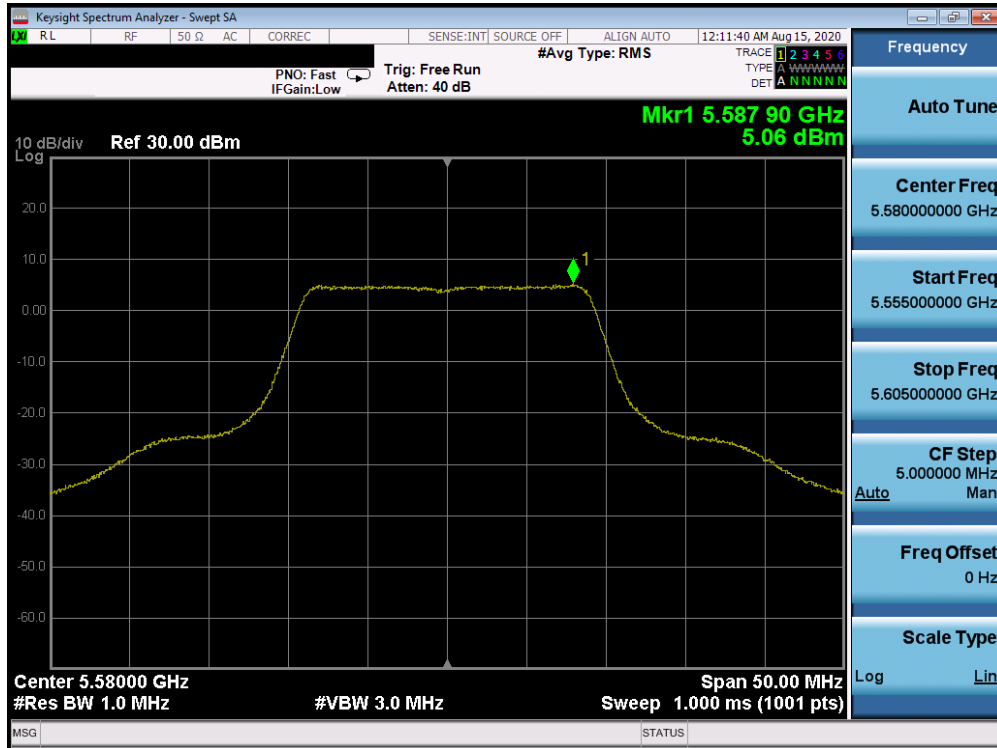 Keysight Spectrum Analyzer - Swept SA
LXI RL RF 50 Ω AC CORREC SENSE:INT SOURCE OFF ALIGN AUTO 12:11:40 AM Aug 15, 2020
#Avg Type: RMS
TRACE 1 2 3 4 5 6
PNO: Fast Trig: Free Run TYPE A WWWWW
IFGain:Low Atten: 40 dB DET A N N N N N
Mkr1 5.587 90 GHz
5.06 dBm
10 dB/div Ref 30.00 dBm
Log
1
20.0
10.0
0.00
-10.0
-20.0
-30.0
-40.0
-50.0
-60.0
Center 5.58000 GHz Span 50.00 MHz
#Res BW 1.0 MHz #VBW 3.0 MHz Sweep 1.000 ms (1001 pts)
MSG STATUS
Frequency
Auto Tune
Center Freq
5.580000000 GHz
Start Freq
5.555000000 GHz
Stop Freq
5.605000000 GHz
CF Step
5.000000 MHz
Auto Man
Freq Offset
0 Hz
Scale Type
Log Lin